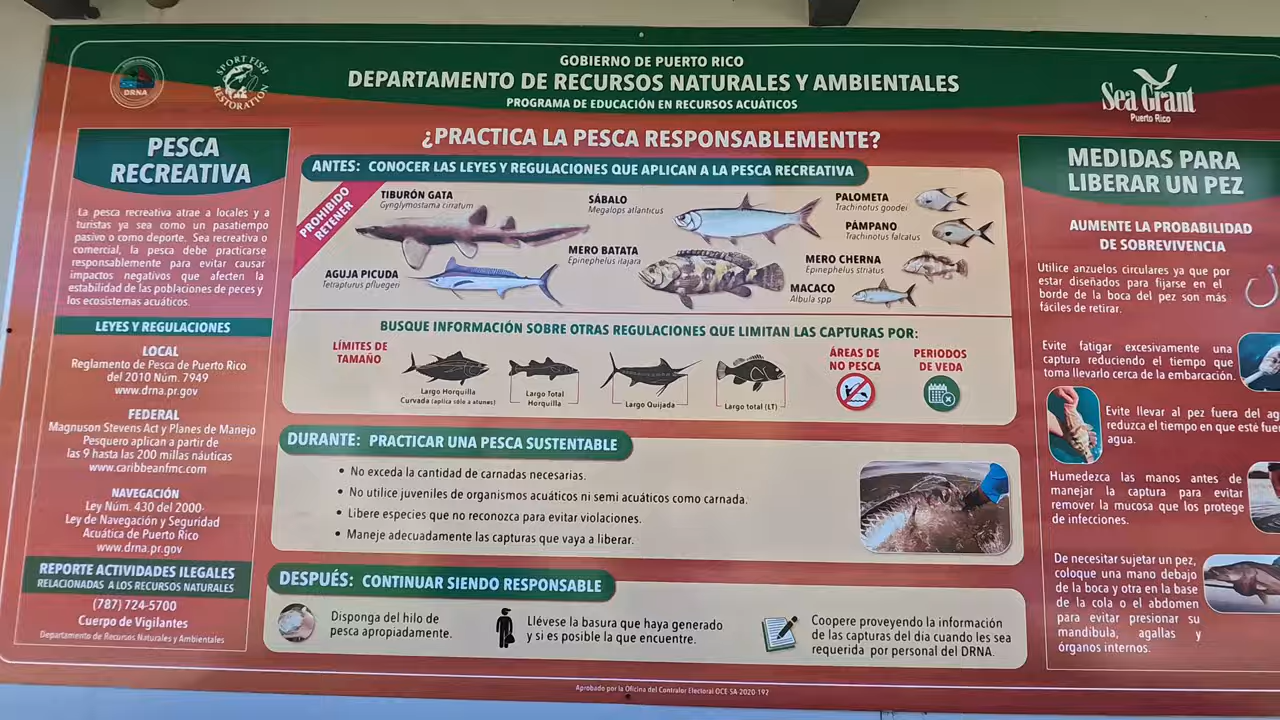 GOBIERNO DE PUERTO RICO
DEPARTAMENTO DE RECURSOS NATURALES Y AMBIENTALES
PROGRAMA DE EDUCACIÓN EN RECURSOS ACUÁTICOS
DRNA
SPORT FISH
RESTORATION
Sea Grant
Puerto Rico
PESCA
RECREATIVA
La pesca recreativa atrae a locales y a
turistas ya sea como un pasatiempo
pasivo o como deporte. Sea recreativa o
comercial, la pesca debe practicarse
responsablemente para evitar causar
impactos negativos que afecten la
estabilidad de las poblaciones de peces y
los ecosistemas acuáticos.
LEYES Y REGULACIONES
LOCAL
Reglamento de Pesca de Puerto Rico
del 2010 Núm. 7949
www.drna.pr.gov
FEDERAL
Magnuson Stevens Act y Planes de Manejo
Pesquero aplican a partir de
las 9 hasta las 200 millas náuticas
www.caribbeanfmc.com
NAVEGACIÓN
Ley Núm. 430 del 2000-
Ley de Navegación y Seguridad
Acuática de Puerto Rico
www.drna.pr.gov
REPORTE ACTIVIDADES ILEGALES
RELACIONADAS A LOS RECURSOS NATURALES
(787) 724-5700
Cuerpo de Vigilantes
Departamento de Recursos Naturales y Ambientales
¿PRACTICA LA PESCA RESPONSABLEMENTE?
ANTES: CONOCER LAS LEYES Y REGULACIONES QUE APLICAN A LA PESCA RECREATIVA
PROHIBIDO
RETENER
TIBURÓN GATA
Gynglymostama cirratum
SÁBALO
Megalops atlanticus
PALOMETA
Trachinotus goodei
PÁMPANO
Trachinotus falcatus
AGUJA PICUDA
Tetrapturus pfluegeri
MERO BATATA
Epinephelus itajara
MERO CHERNA
Epinephelus striatus
MACACO
Albula spp
BUSQUE INFORMACIÓN SOBRE OTRAS REGULACIONES QUE LIMITAN LAS CAPTURAS POR:
LÍMITES DE
TAMAÑO
Largo Horquilla
Curvada (aplica sólo a atunes)
Largo Total
Horquilla
Largo Quijada
Largo total (LT)
ÁREAS DE
NO PESCA
PERIODOS
DE VEDA
DURANTE: PRACTICAR UNA PESCA SUSTENTABLE
• No exceda la cantidad de carnadas necesarias.
• No utilice juveniles de organismos acuáticos ni semi acuáticos como carnada.
• Libere especies que no reconozca para evitar violaciones.
• Maneje adecuadamente las capturas que vaya a liberar.
DESPUÉS: CONTINUAR SIENDO RESPONSABLE
Disponga del hilo de
pesca apropiadamente.
Llévese la basura que haya generado
y si es posible la que encuentre.
Coopere proveyendo la información
de las capturas del día cuando les sea
requerida por personal del DRNA.
MEDIDAS PARA
LIBERAR UN PEZ
AUMENTE LA PROBABILIDAD
DE SOBREVIVENCIA
Utilice anzuelos circulares ya que por
estar diseñados para fijarse en el
borde de la boca del pez son más
fáciles de retirar.
Evite fatigar excesivamente una
captura reduciendo el tiempo que
toma llevarlo cerca de la embarcación.
Evite llevar al pez fuera del ag
reduzca el tiempo en que esté fuer
agua.
Humedezca las manos antes de
manejar la captura para evitar
remover la mucosa que los protege
de infecciones.
De necesitar sujetar un pez,
coloque una mano debajo
de la boca y otra en la base
de la cola o el abdomen
para evitar presionar su
mandíbula, agallas y
órganos internos.
Aprobado por la Oficina del Contralor Electoral OCE-SA-2020-192